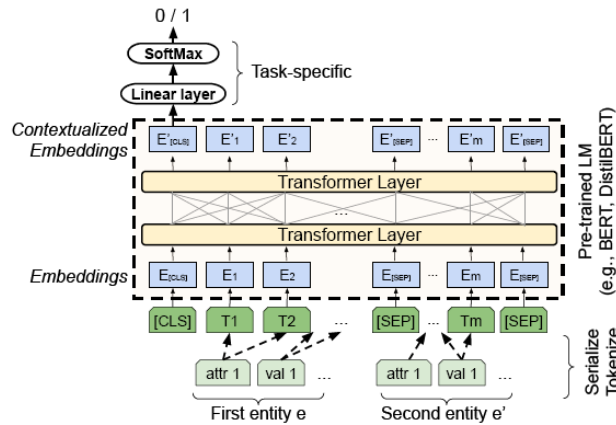 0 / 1
SoftMax
Linear layer
Task-specific
Contextualized
Embeddings
E'[CLS] E'1 E'2 E'[SEP] ... E'm E'[SEP]
Transformer Layer
...
Transformer Layer
Embeddings
E[CLS] E1 E2 E[SEP] ... Em E[SEP]
Pre-trained LM
(e.g., BERT, DistilBERT)
[CLS] T1 T2 ... [SEP] ... Tm [SEP]
attr 1 val 1 ... attr 1 val 1 ...
Serialize
Tokenize
First entity e Second entity e'